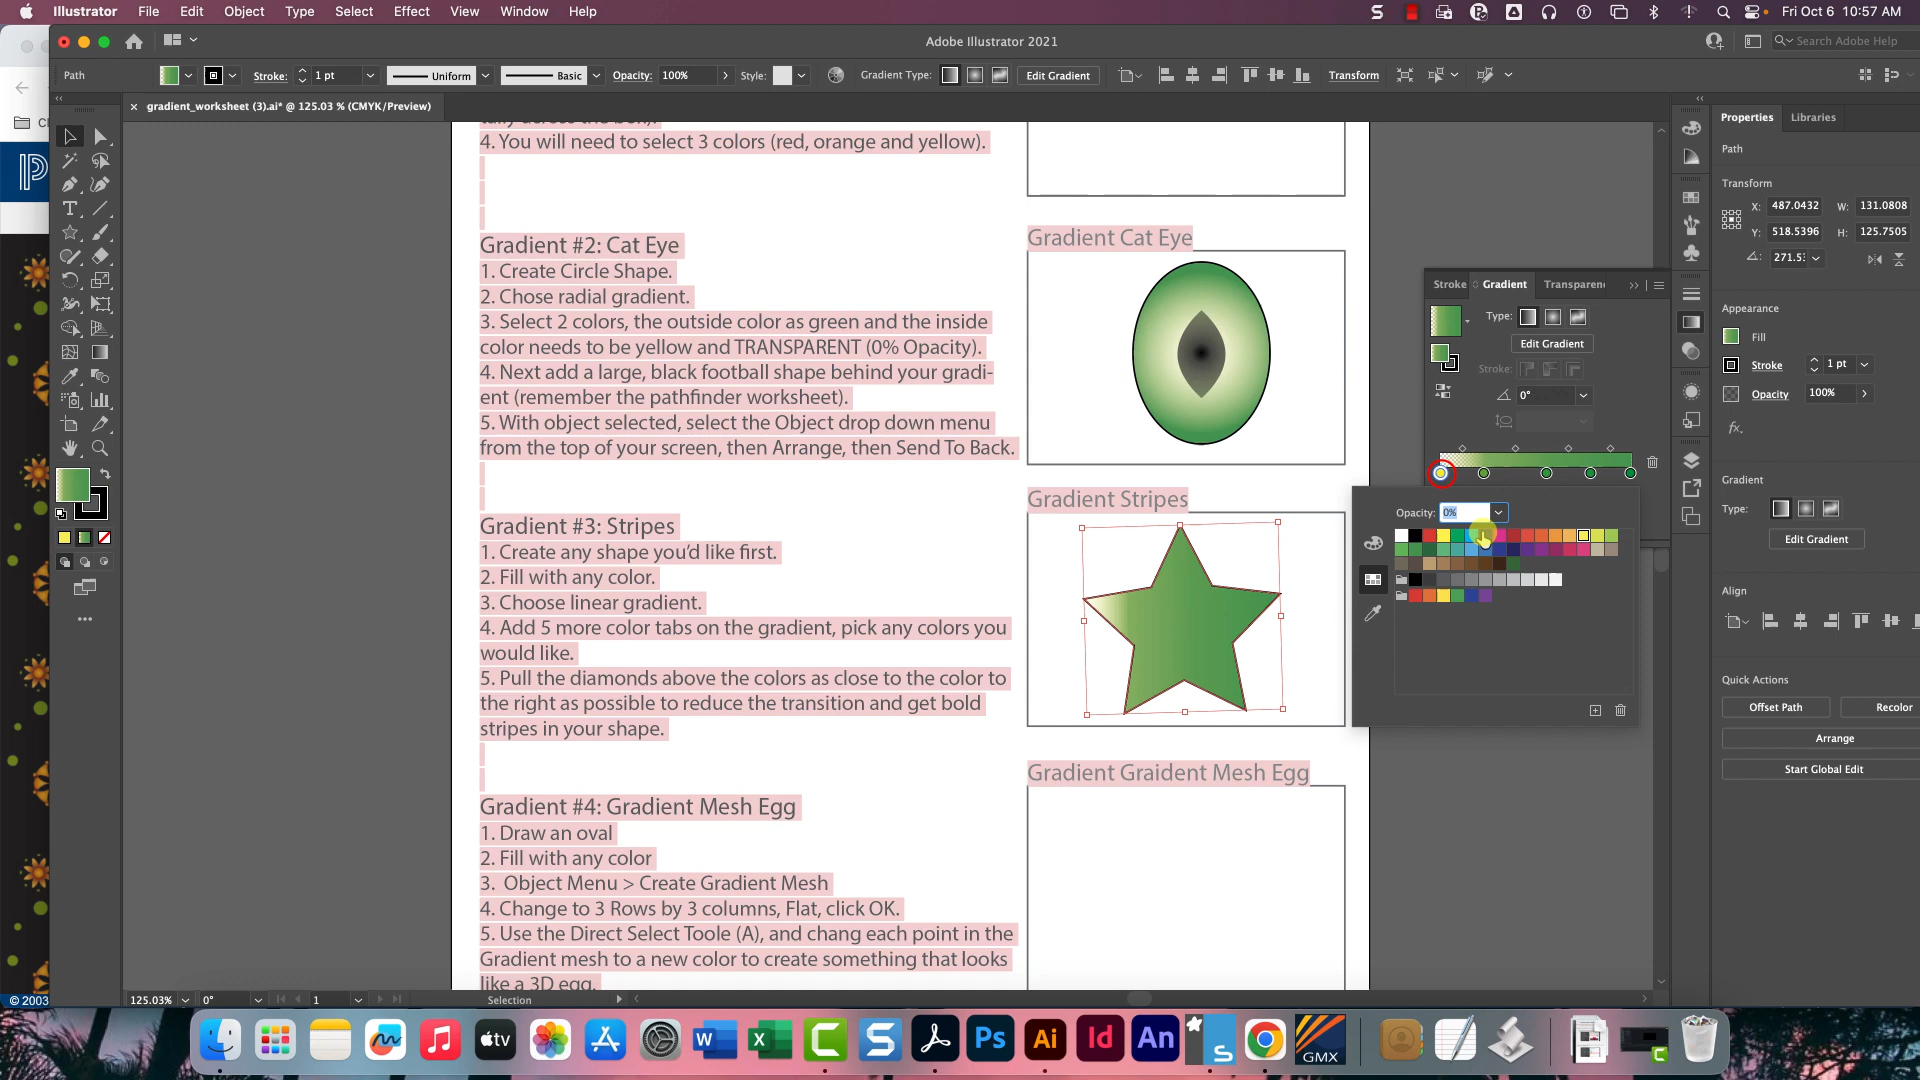 Illustrator File Edit Object Type Select Effect View Window Help
Fri Oct 6 10:57 AM
Adobe Illustrator 2021
Search Adobe Help
Path
Stroke: 1 pt
Uniform
Basic
Opacity: 100%
Style:
Gradient Type:
Edit Gradient
Transform
× gradient_worksheet (3).ai* @ 125.03 % (CMYK/Preview)
4. You will need to select 3 colors (red, orange and yellow).
Gradient #2: Cat Eye
1. Create Circle Shape.
2. Chose radial gradient.
3. Select 2 colors, the outside color as green and the inside
color needs to be yellow and TRANSPARENT (0% Opacity).
4. Next add a large, black football shape behind your gradi-
ent (remember the pathfinder worksheet).
5. With object selected, select the Object drop down menu
from the top of your screen, then Arrange, then Send To Back.
Gradient #3: Stripes
1. Create any shape you'd like first.
2. Fill with any color.
3. Choose linear gradient.
4. Add 5 more color tabs on the gradient, pick any colors you
would like.
5. Pull the diamonds above the colors as close to the color to
the right as possible to reduce the transition and get bold
stripes in your shape.
Gradient #4: Gradient Mesh Egg
1. Draw an oval
2. Fill with any color
3. Object Menu > Create Gradient Mesh
4. Change to 3 Rows by 3 columns, Flat, click OK.
5. Use the Direct Select Toole (A), and chang each point in the
Gradient mesh to a new color to create something that looks
like a 3D egg.
Gradient Cat Eye
Gradient Stripes
Gradient Graident Mesh Egg
Stroke Gradient Transparen
Type:
Edit Gradient
Stroke:
0°
Opacity: 0%
Properties Libraries
Path
Transform
X: 487.0432 W: 131.0808
Y: 518.5396 H: 125.7505
271.5
Appearance
Fill
Stroke 1 pt
Opacity 100%
fx.
Gradient
Type:
Edit Gradient
Align
Quick Actions
Offset Path Recolor
Arrange
Start Global Edit
125.03% 0° 1 Selection
© 2003
tv
W
X
C
S
Ps
Ai
Id
An
S
GMX